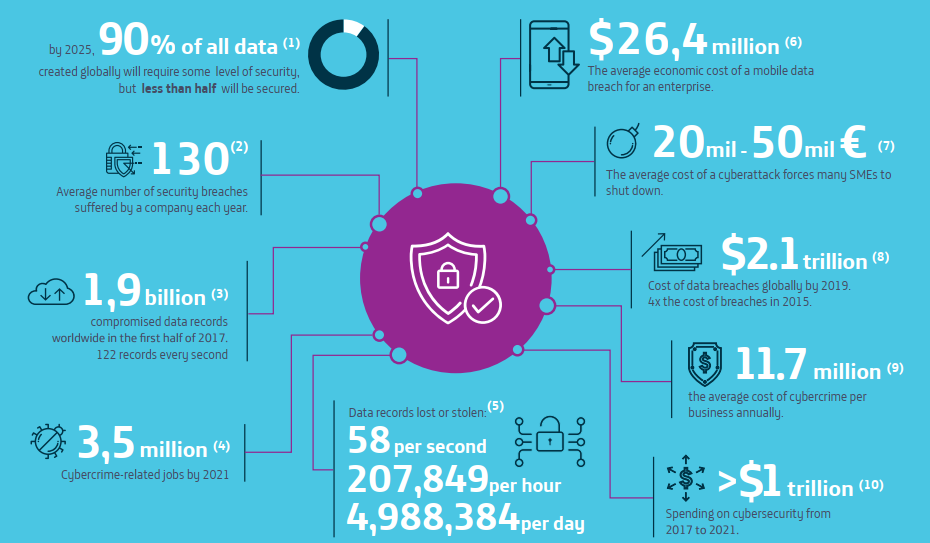 by 2025, 90% of all data (1)
created globally will require some level of security,
but less than half will be secured.
130 (2)
Average number of security breaches
suffered by a company each year.
1,9 billion (3)
compromised data records
worldwide in the first half of 2017.
122 records every second
3,5 million (4)
Cybercrime-related jobs by 2021
Data records lost or stolen: (5)
58 per second
207,849 per hour
4,988,384 per day
$26,4 million (6)
The average economic cost of a mobile data
breach for an enterprise.
20 mil - 50 mil € (7)
The average cost of a cyberattack forces many SMEs to
shut down.
$2.1 trillion (8)
Cost of data breaches globally by 2019.
4x the cost of breaches in 2015.
$
11.7 million (9)
the average cost of cybercrime per
business annually.
$
>$1 trillion (10)
Spending on cybersecurity from
2017 to 2021.